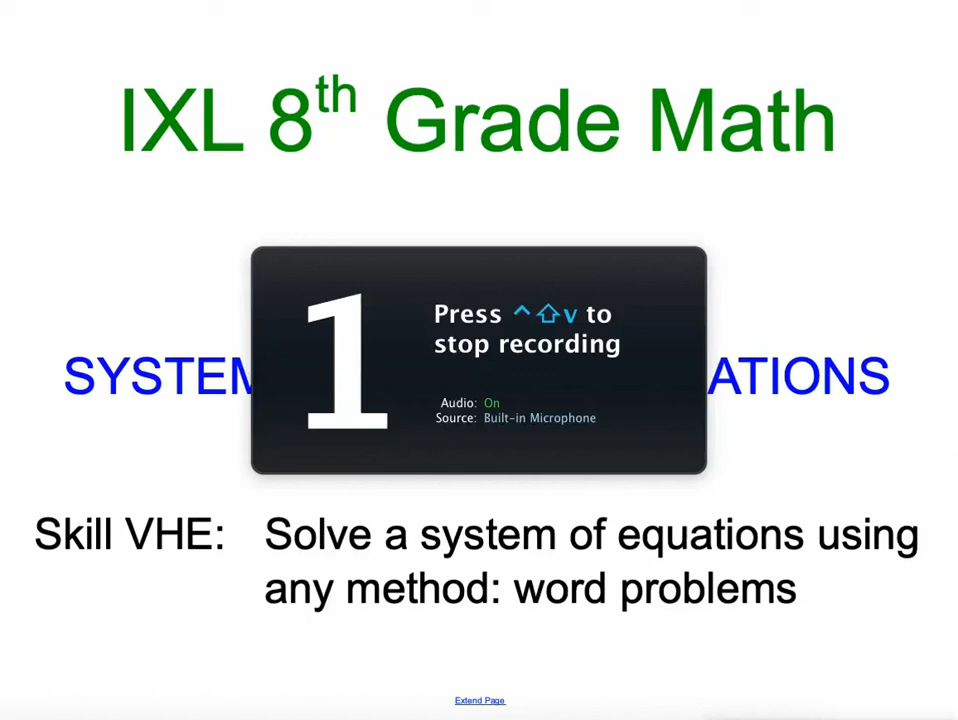 IXL 8th Grade Math
1
Press ^⇧v to
stop recording
SYSTEM ATIONS
Audio: On
Source: Built-in Microphone
Skill VHE: Solve a system of equations using
any method: word problems
Extend Page